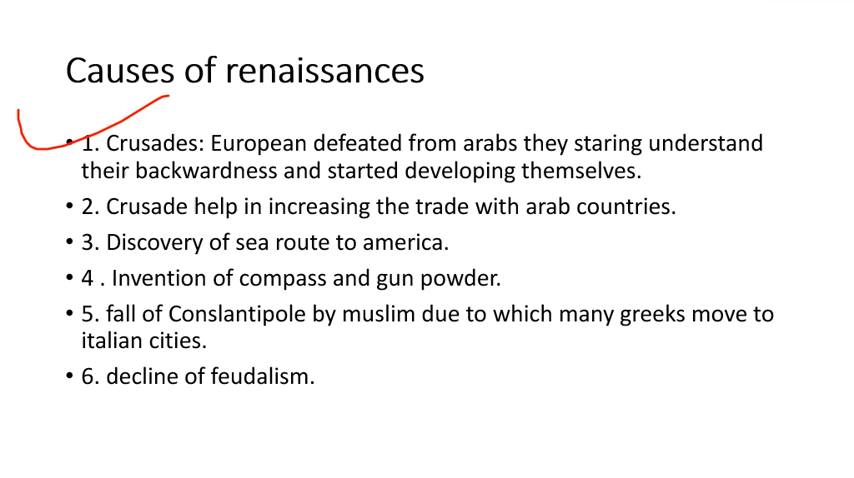 Causes of renaissances
• 1. Crusades: European defeated from arabs they staring understand
their backwardness and started developing themselves.
• 2. Crusade help in increasing the trade with arab countries.
• 3. Discovery of sea route to america.
• 4 . Invention of compass and gun powder.
• 5. fall of Conslantipole by muslim due to which many greeks move to
italian cities.
• 6. decline of feudalism.